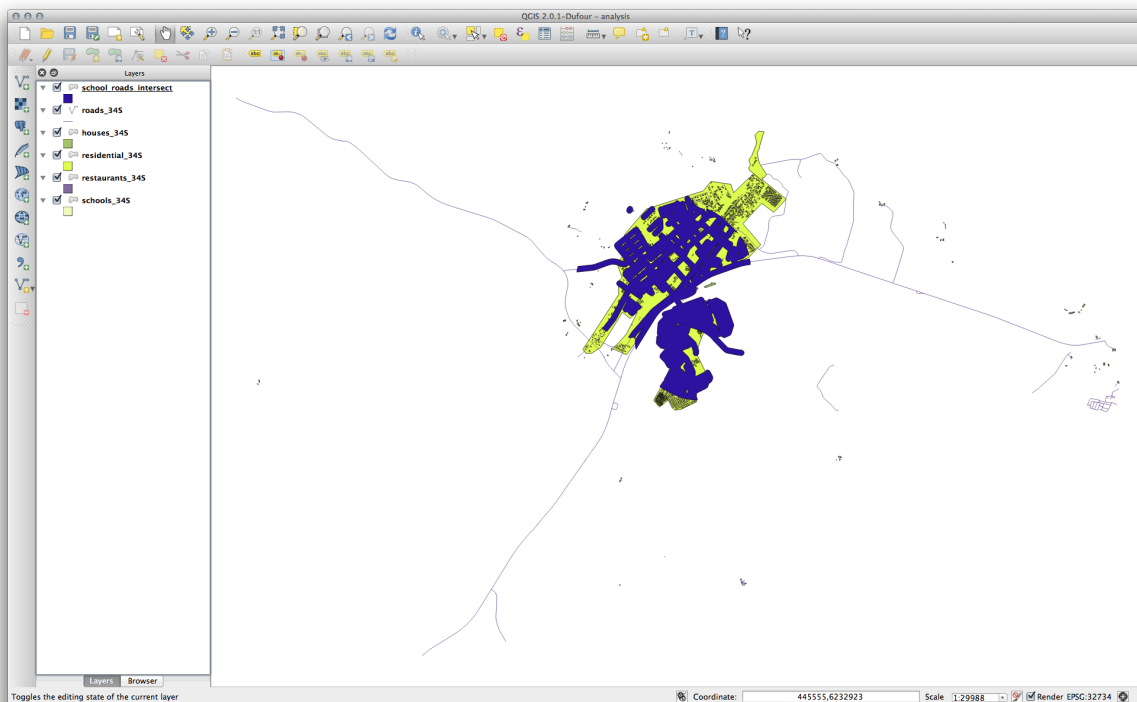 QGIS 2.0.1-Dufour - analysis
Layers
school_roads_intersect
roads_34S
houses_34S
residential_34S
restaurants_34S
schools_34S
Layers Browser
Toggles the editing state of the current layer
Coordinate: 445555,6232923 Scale 1:29988 Render EPSG:32734